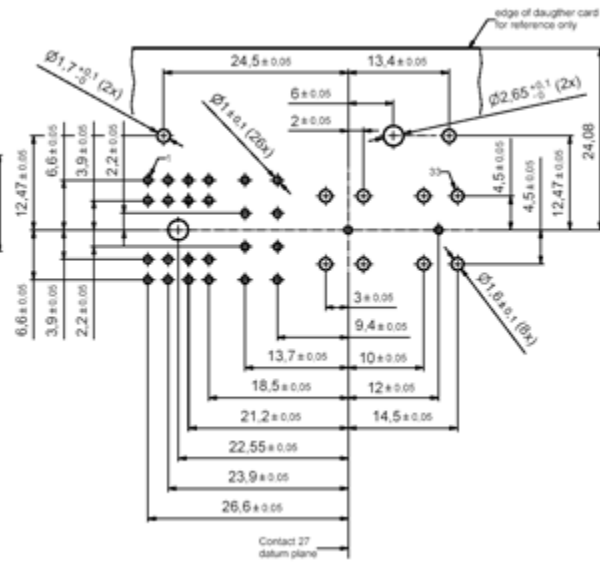 edge of daugther card
for reference only
24,5 ± 0,05
13,4 ± 0,05
Ø1,7 +0,1 -0 (2x)
Ø1 ± 0,1 (26x)
6 ± 0,05
2 ± 0,05
Ø2,65 +0,1 -0 (2x)
24,08
12,47 ± 0,05
6,6 ± 0,05
3,9 ± 0,05
2,2 ± 0,05
1
33
4,5 ± 0,05
4,5 ± 0,05
12,47 ± 0,05
6,6 ± 0,05
3,9 ± 0,05
2,2 ± 0,05
Ø1,6 ± 0,1 (8x)
3 ± 0,05
9,4 ± 0,05
13,7 ± 0,05
10 ± 0,05
18,5 ± 0,05
12 ± 0,05
21,2 ± 0,05
14,5 ± 0,05
22,55 ± 0,05
23,9 ± 0,05
26,6 ± 0,05
Contact 27
datum plane